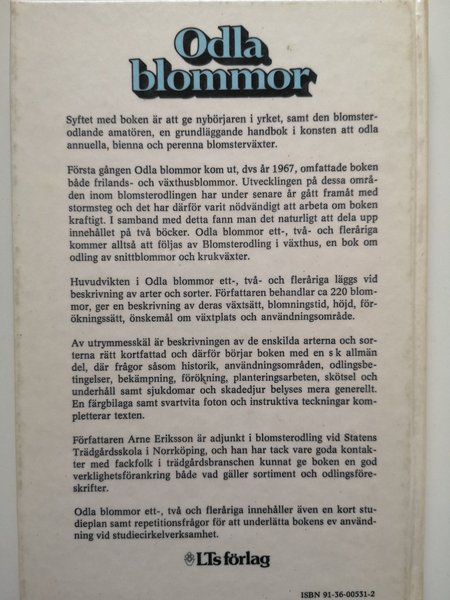 Odla
blommor
Syftet med boken är att ge nybörjaren i yrket, samt den blomster-
odlande amatören, en grundläggande handbok i konsten att odla
annuella, bienna och perenna blomsterväxter.
Första gången Odla blommor kom ut, dvs år 1967, omfattade boken
både frilands- och växthusblommor. Utvecklingen på dessa områ-
den inom blomsterodlingen har under senare år gått framåt med
stormsteg och det har därför varit nödvändigt att arbeta om boken
kraftigt. I samband med detta fann man det naturligt att dela upp
innehållet på två böcker. Odla blommor ett-, två- och fleråriga
kommer alltså att följas av Blomsterodling i växthus, en bok om
odling av snittblommor och krukväxter.
Huvudvikten i Odla blommor ett-, två- och fleråriga läggs vid
beskrivning av arter och sorter. Författaren behandlar ca 220 blom-
mor, ger en beskrivning av deras växtsätt, blomningstid, höjd, för-
ökningssätt, önskemål om växtplats och användningsområde.
Av utrymmesskäl är beskrivningen av de enskilda arterna och sor-
terna rätt kortfattad och därför börjar boken med en s k allmän
del, där frågor såsom historik, användningsområden, odlingsbe-
tingelser, bekämpning, förökning, planteringsarbeten, skötsel och
underhåll samt sjukdomar och skadedjur belyses mera generellt.
En färgbilaga samt svartvita foton och instruktiva teckningar kom-
pletterar texten.
Författaren Arne Eriksson är adjunkt i blomsterodling vid Statens
Trädgårdsskola i Norrköping, och han har tack vare goda kontak-
ter med fackfolk i trädgårdsbranschen kunnat ge boken en god
verklighetsförankring både vad gäller sortiment och odlingsföre-
skrifter.
Odla blommor ett-, två och fleråriga innehåller även en kort stu-
dieplan samt repetitionsfrågor för att underlätta bokens ev använd-
ning vid studiecirkelverksamhet.
LTs förlag
ISBN 91-36-00531-2